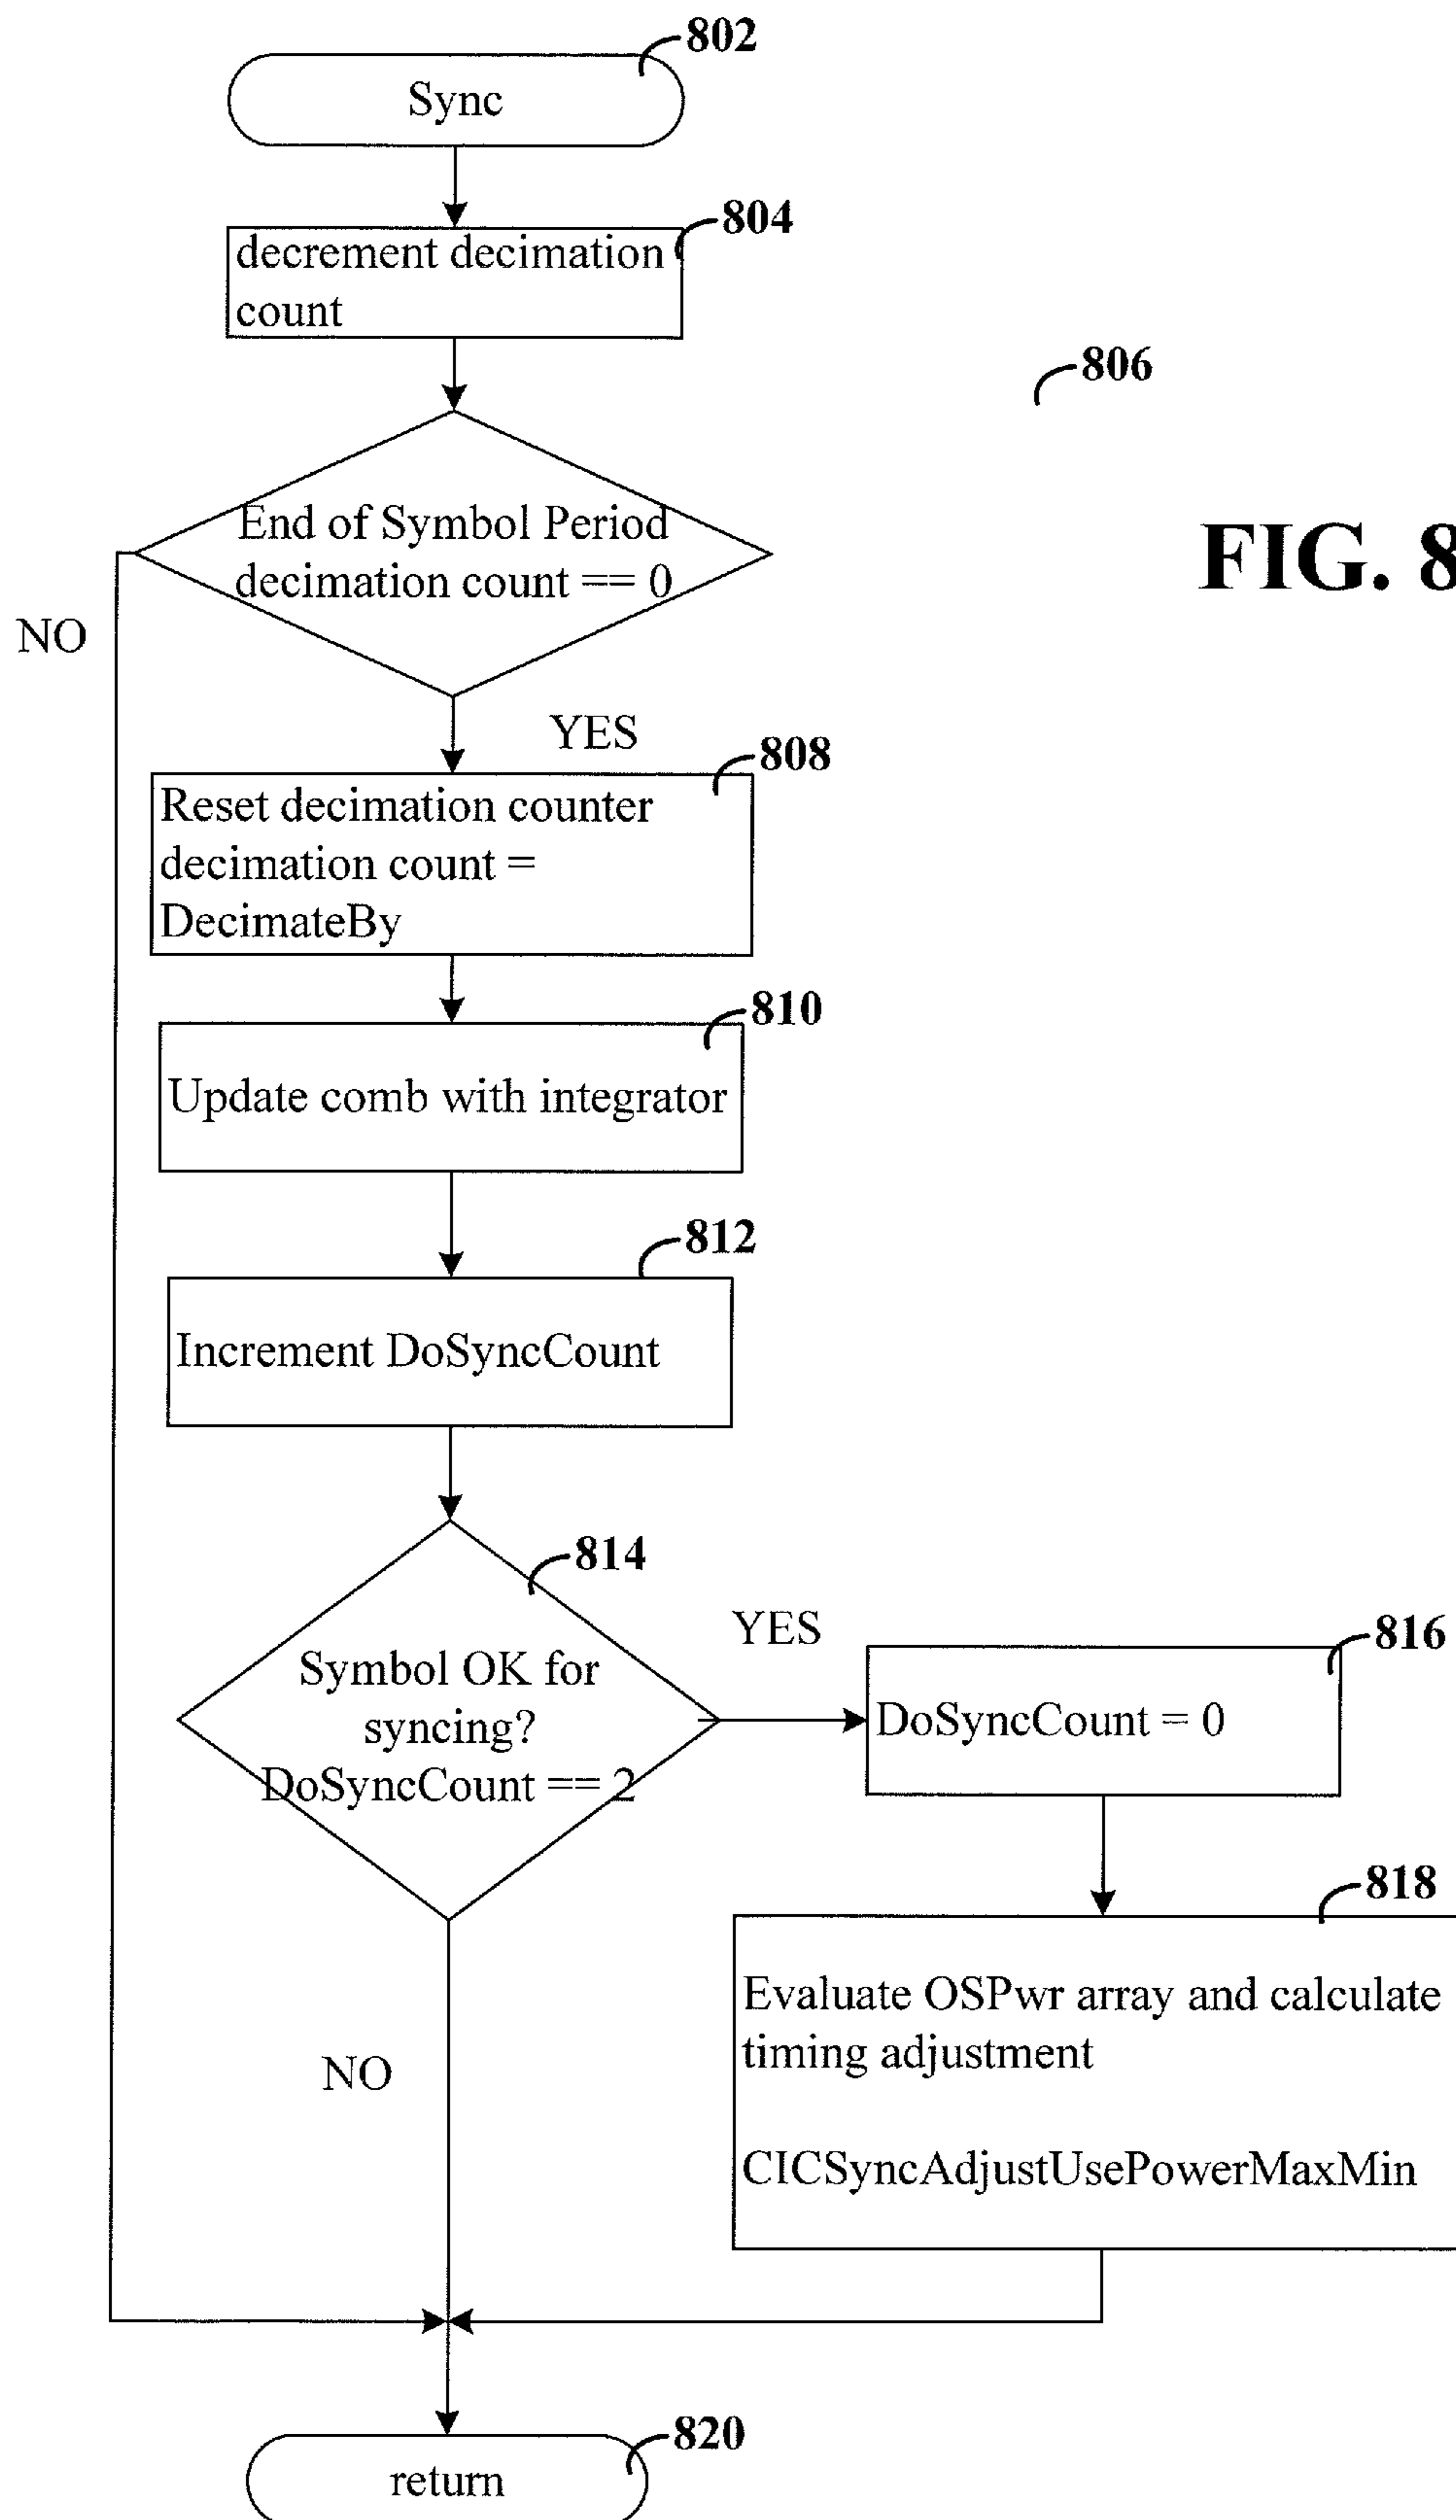 802
Sync
804
decrement decimation
count
806
FIG. 8
End of Symbol Period
decimation count == 0
NO
YES
808
Reset decimation counter
decimation count =
DecimateBy
810
Update comb with integrator
812
Increment DoSyncCount
814
Symbol OK for
syncing?
DoSyncCount == 2
YES
816
DoSyncCount = 0
818
Evaluate OSPwr array and calculate
timing adjustment
CICSyncAdjustUsePowerMaxMin
NO
820
return